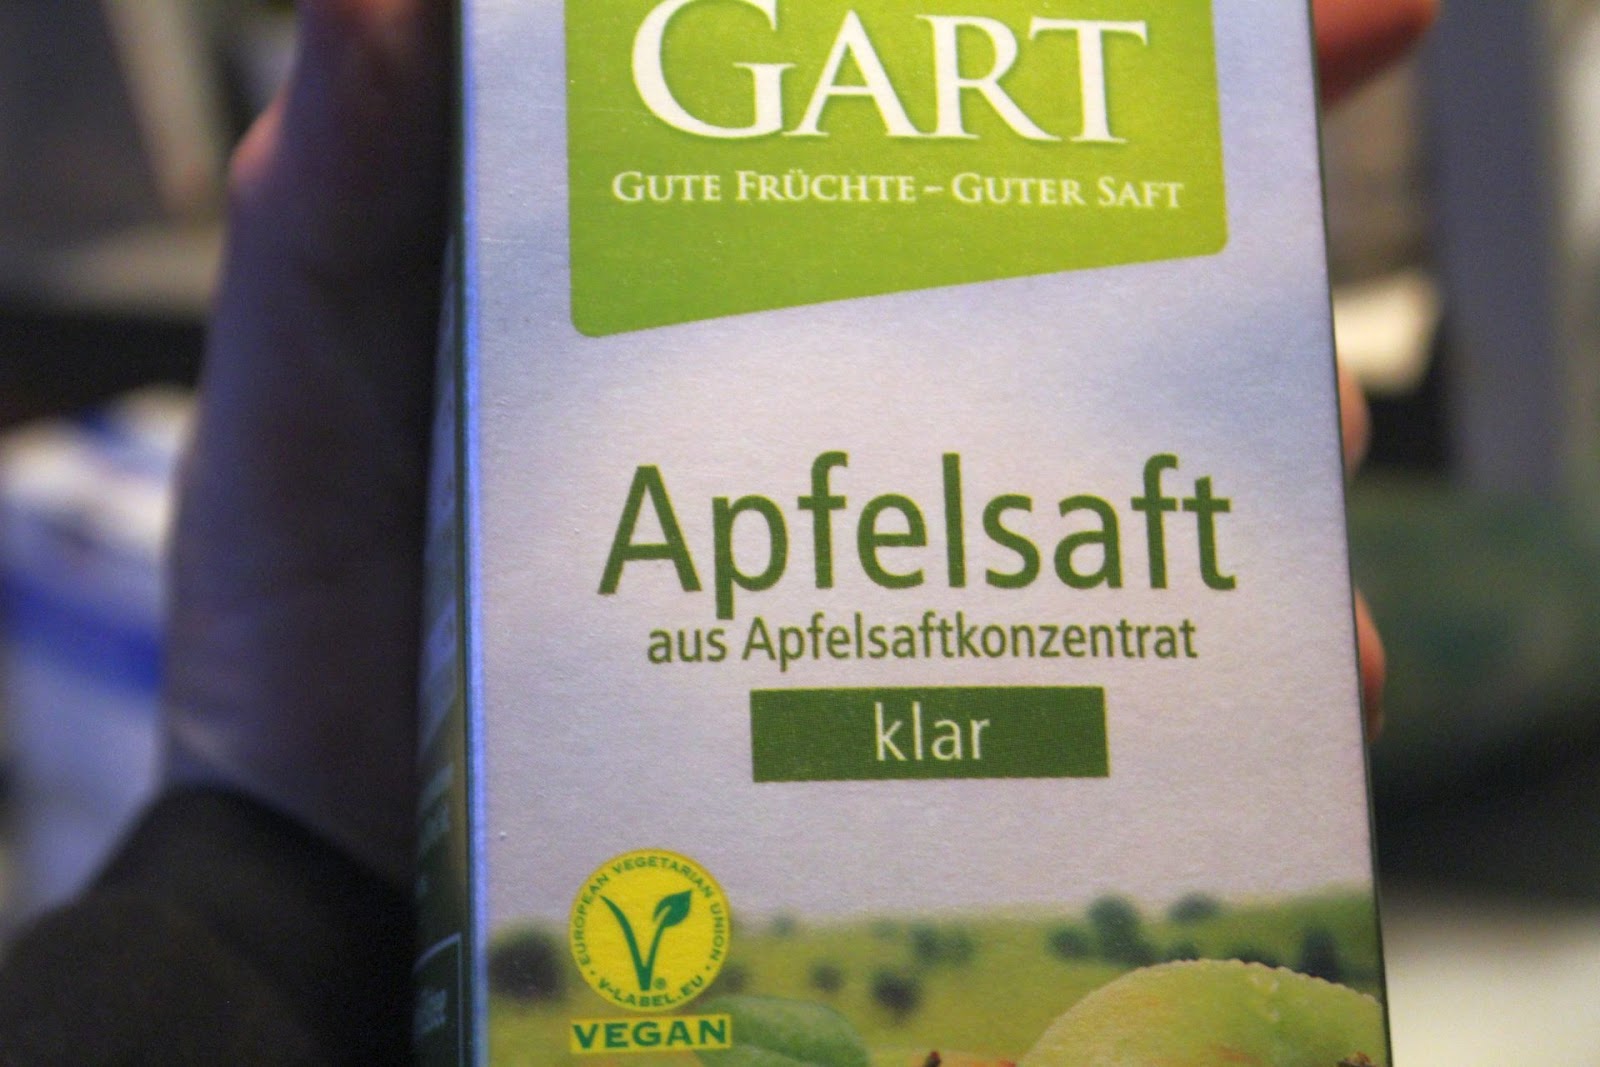 GART
GUTE FRÜCHTE – GUTER SAFT
Apfelsaft
aus Apfelsaftkonzentrat
klar
EUROPEAN VEGETARIAN UNION
V-LABEL.EU
VEGAN